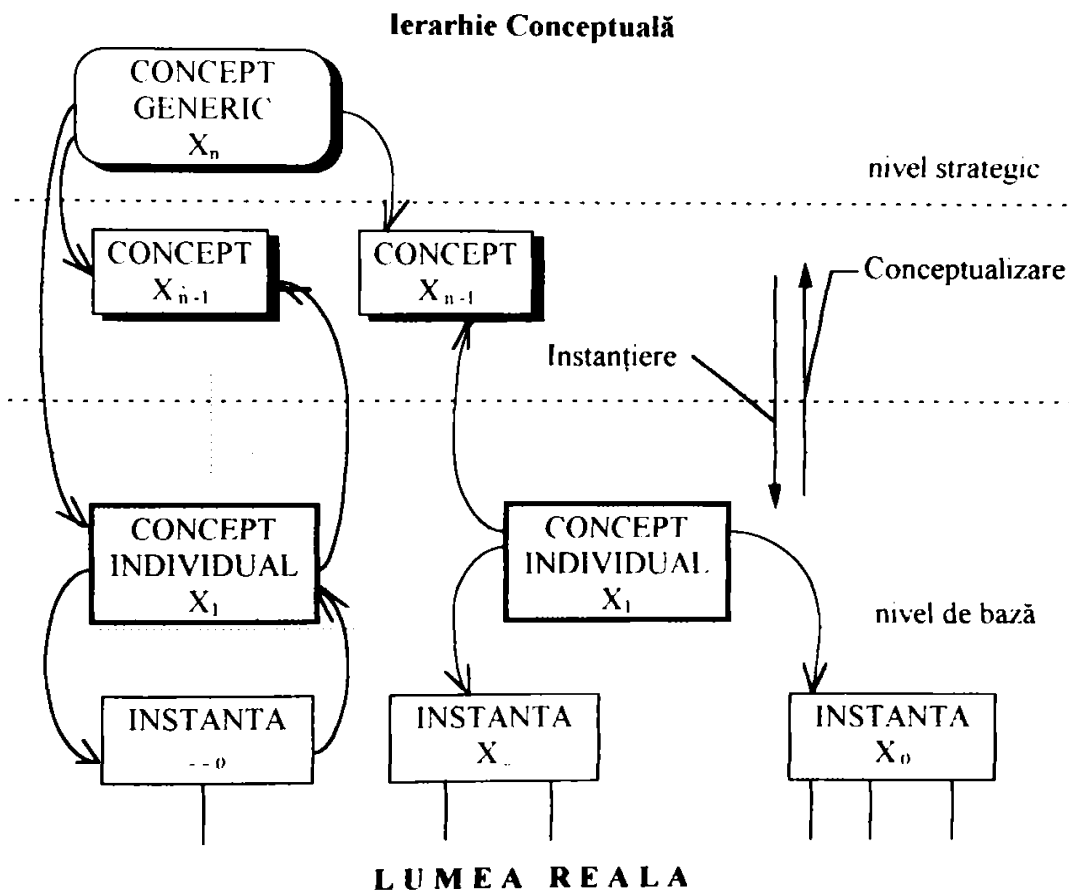 Ierarhie Conceptuală
CONCEPT
GENERIC
Xn
nivel strategic
CONCEPT
Xn-1
CONCEPT
Xn-1
Conceptualizare
Instanțiere
CONCEPT
INDIVIDUAL
X1
CONCEPT
INDIVIDUAL
X1
nivel de bază
INSTANTA
INSTANTA
X
INSTANTA
X0
LUMEA REALA